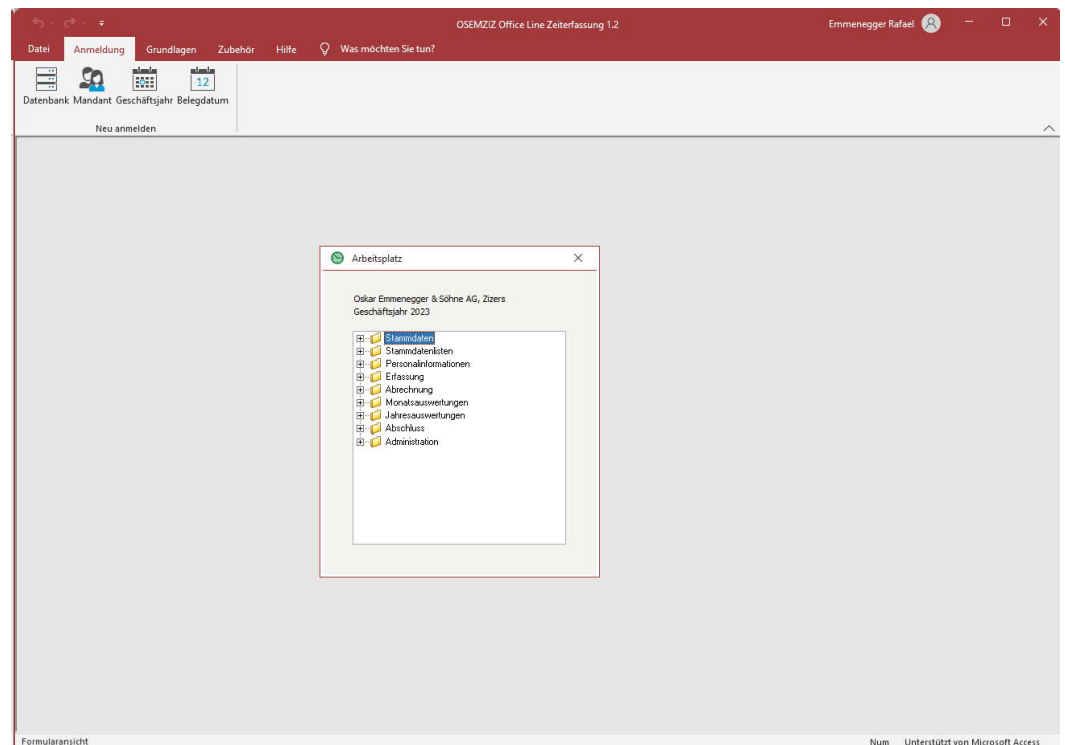 OSEMZIZ Office Line Zeiterfassung 1.2
Emmenegger Rafael
Datei Anmeldung Grundlagen Zubehör Hilfe Was möchten Sie tun?
12
Datenbank Mandant Geschäftsjahr Belegdatum
Neu anmelden
Arbeitsplatz
Oskar Emmenegger & Söhne AG, Zizers
Geschäftsjahr 2023
Stammdaten
Stammdatenlisten
Personalinformationen
Erfassung
Abrechnung
Monatsauswertungen
Jahresauswertungen
Abschluss
Administration
Formularansicht
Num Unterstützt von Microsoft Access